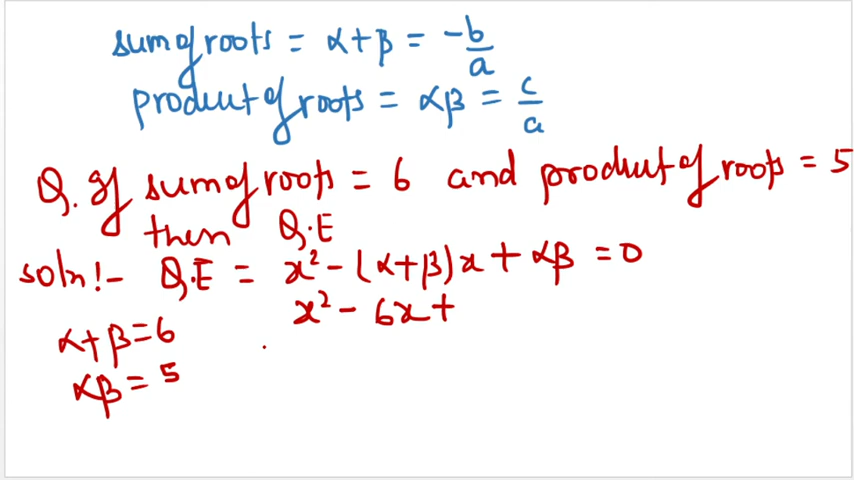 sum of roots = α+β = -b/a
product of roots = αβ = c/a
Q. If sum of roots = 6 and product of roots = 5
then Q.E
soln!- Q.E = x² - (α+β)x + αβ = 0
x² - 6x +
α+β=6
αβ = 5